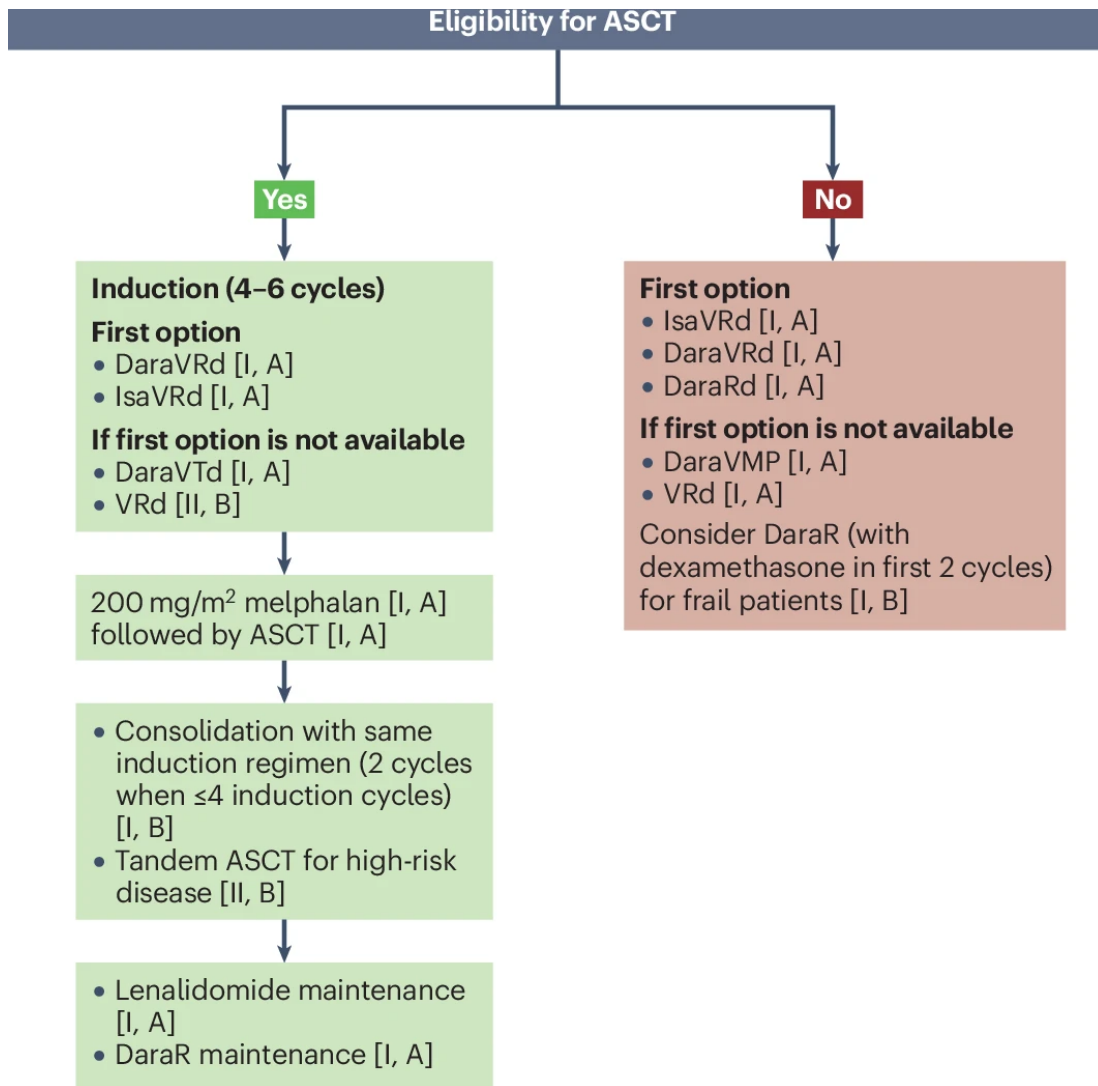 Eligibility for ASCT
Yes
No
Induction (4–6 cycles)
First option
• DaraVRd [I, A]
• IsaVRd [I, A]
If first option is not available
• DaraVTd [I, A]
• VRd [II, B]
200 mg/m² melphalan [I, A]
followed by ASCT [I, A]
• Consolidation with same
induction regimen (2 cycles
when ≤4 induction cycles)
[I, B]
• Tandem ASCT for high-risk
disease [II, B]
• Lenalidomide maintenance
[I, A]
• DaraR maintenance [I, A]
First option
• IsaVRd [I, A]
• DaraVRd [I, A]
• DaraRd [I, A]
If first option is not available
• DaraVMP [I, A]
• VRd [I, A]
Consider DaraR (with
dexamethasone in first 2 cycles)
for frail patients [I, B]